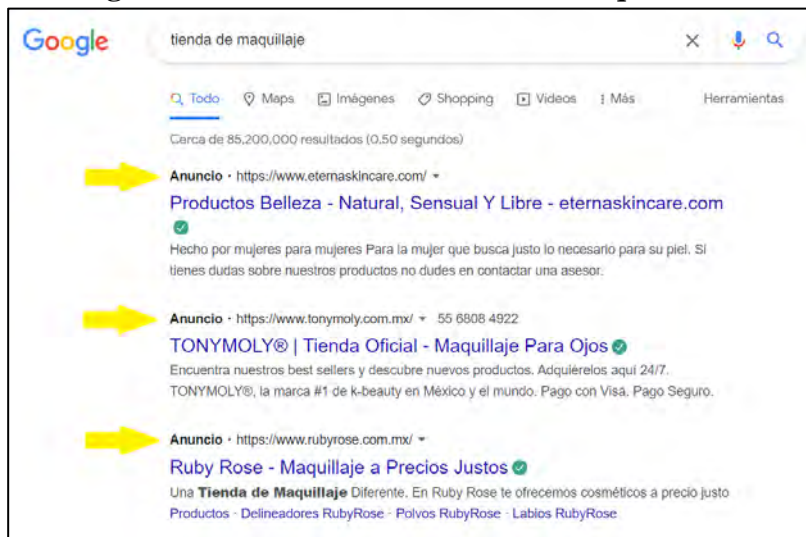 Google
tienda de maquillaje
Todo Maps Imágenes Shopping Videos Más Herramientas
Cerca de 85,200,000 resultados (0.50 segundos)
Anuncio · https://www.eternaskincare.com/
Productos Belleza - Natural, Sensual Y Libre - eternaskincare.com
Hecho por mujeres para mujeres Para la mujer que busca justo lo necesario para su piel. Si
tienes dudas sobre nuestros productos no dudes en contactar una asesor.
Anuncio · https://www.tonymoly.com.mx/ 55 6808 4922
TONYMOLY® | Tienda Oficial - Maquillaje Para Ojos
Encuentra nuestros best sellers y descubre nuevos productos. Adquiérelos aquí 24/7.
TONYMOLY®, la marca #1 de k-beauty en México y el mundo. Pago con Visa. Pago Seguro.
Anuncio · https://www.rubyrose.com.mx/
Ruby Rose - Maquillaje a Precios Justos
Una Tienda de Maquillaje Diferente. En Ruby Rose te ofrecemos cosméticos a precio justo
Productos · Delineadores RubyRose · Polvos RubyRose · Labios RubyRose